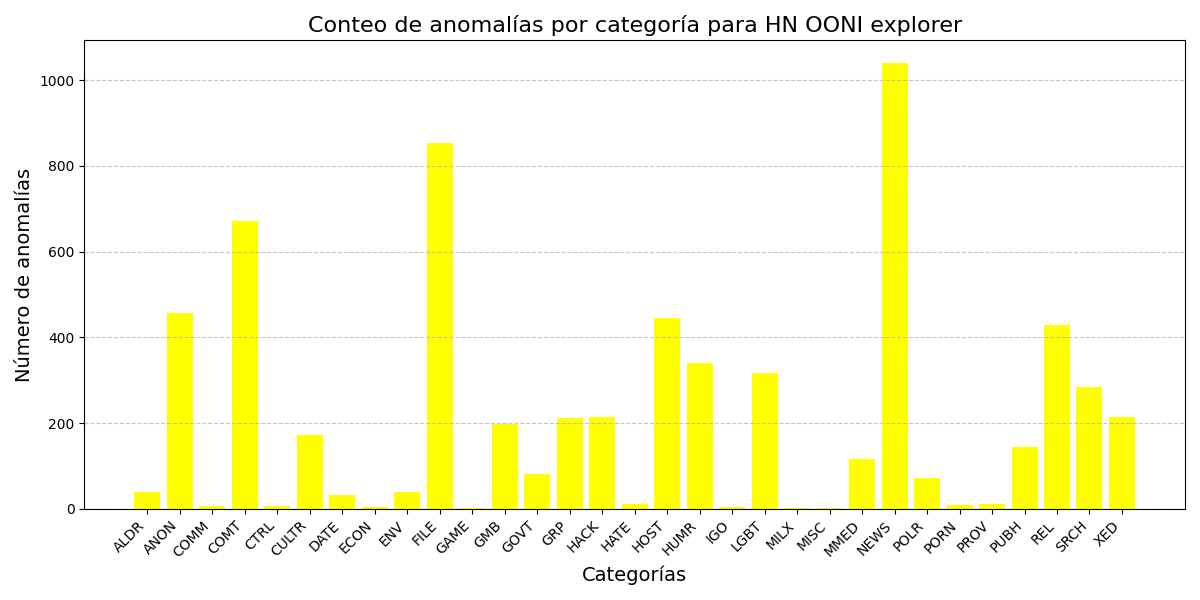 Conteo de anomalías por categoría para HN OONI explorer
Número de anomalías
1000
800
600
400
200
0
ALDR
ANON
COMM
COMT
CTRL
CULTR
DATE
ECON
ENV
FILE
GAME
GMB
GOVT
GRP
HACK
HATE
HOST
HUMR
IGO
LGBT
MILX
MISC
MMED
NEWS
POLR
PORN
PROV
PUBH
REL
SRCH
XED
Categorías